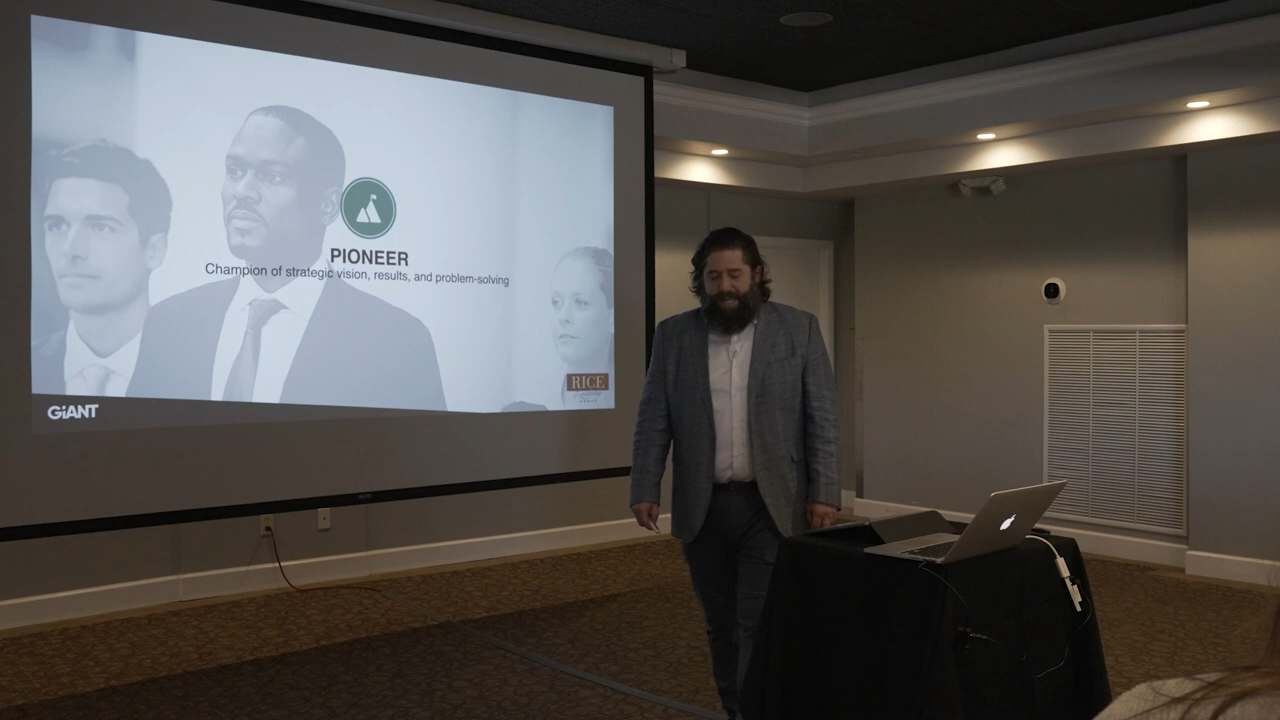 PIONEER
Champion of strategic vision, results, and problem-solving
RICE
GiANT